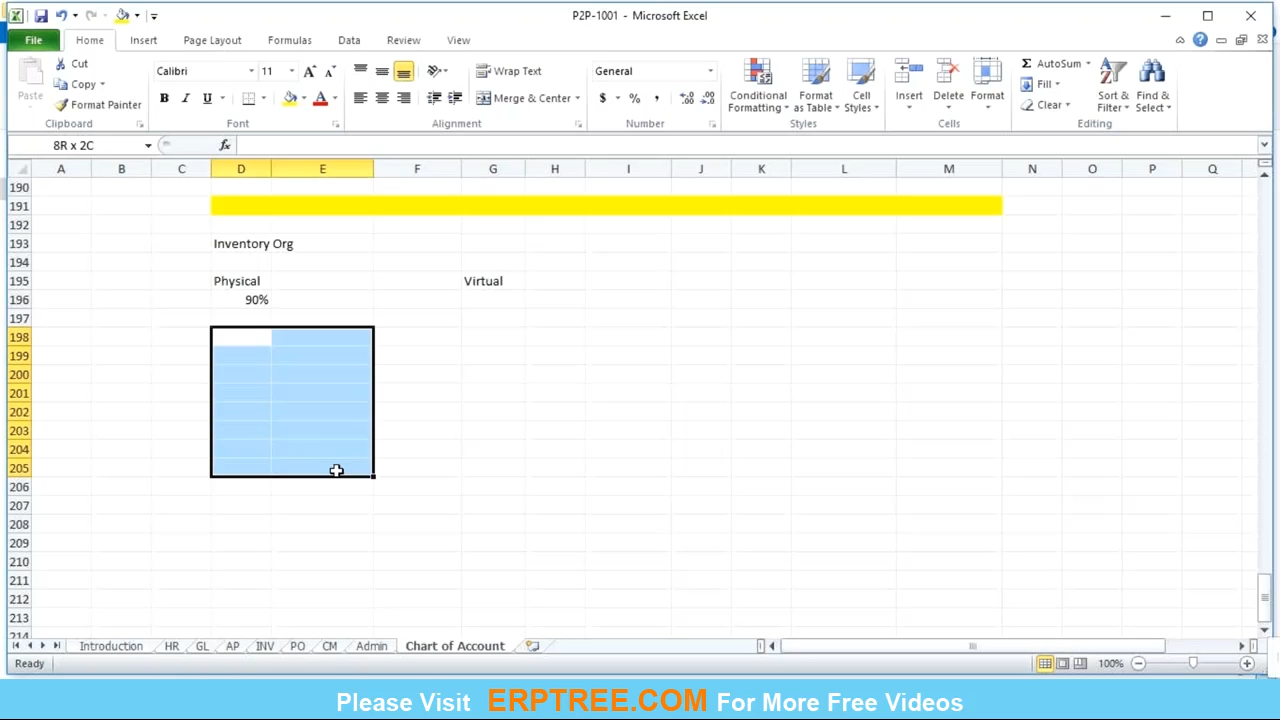 P2P-1001 - Microsoft Excel
File Home Insert Page Layout Formulas Data Review View
Paste Cut Copy Format Painter Clipboard
Calibri 11 A A B I U A Font
Wrap Text Merge & Center Alignment
General $ % , Number
Conditional Formatting Format as Table Cell Styles Styles
Insert Delete Format Cells
Σ AutoSum Fill Clear Sort & Filter Find & Select Editing
8R x 2C fx
A B C D E F G H I J K L M N O P Q
190
191
192
193 Inventory Org
194
195 Physical Virtual
196 90%
197
198
199
200
201
202
203
204
205
206
207
208
209
210
211
212
213
214
Introduction HR GL AP INV PO CM Admin Chart of Account
Ready 100%
Please Visit ERPTREE.COM For More Free Videos